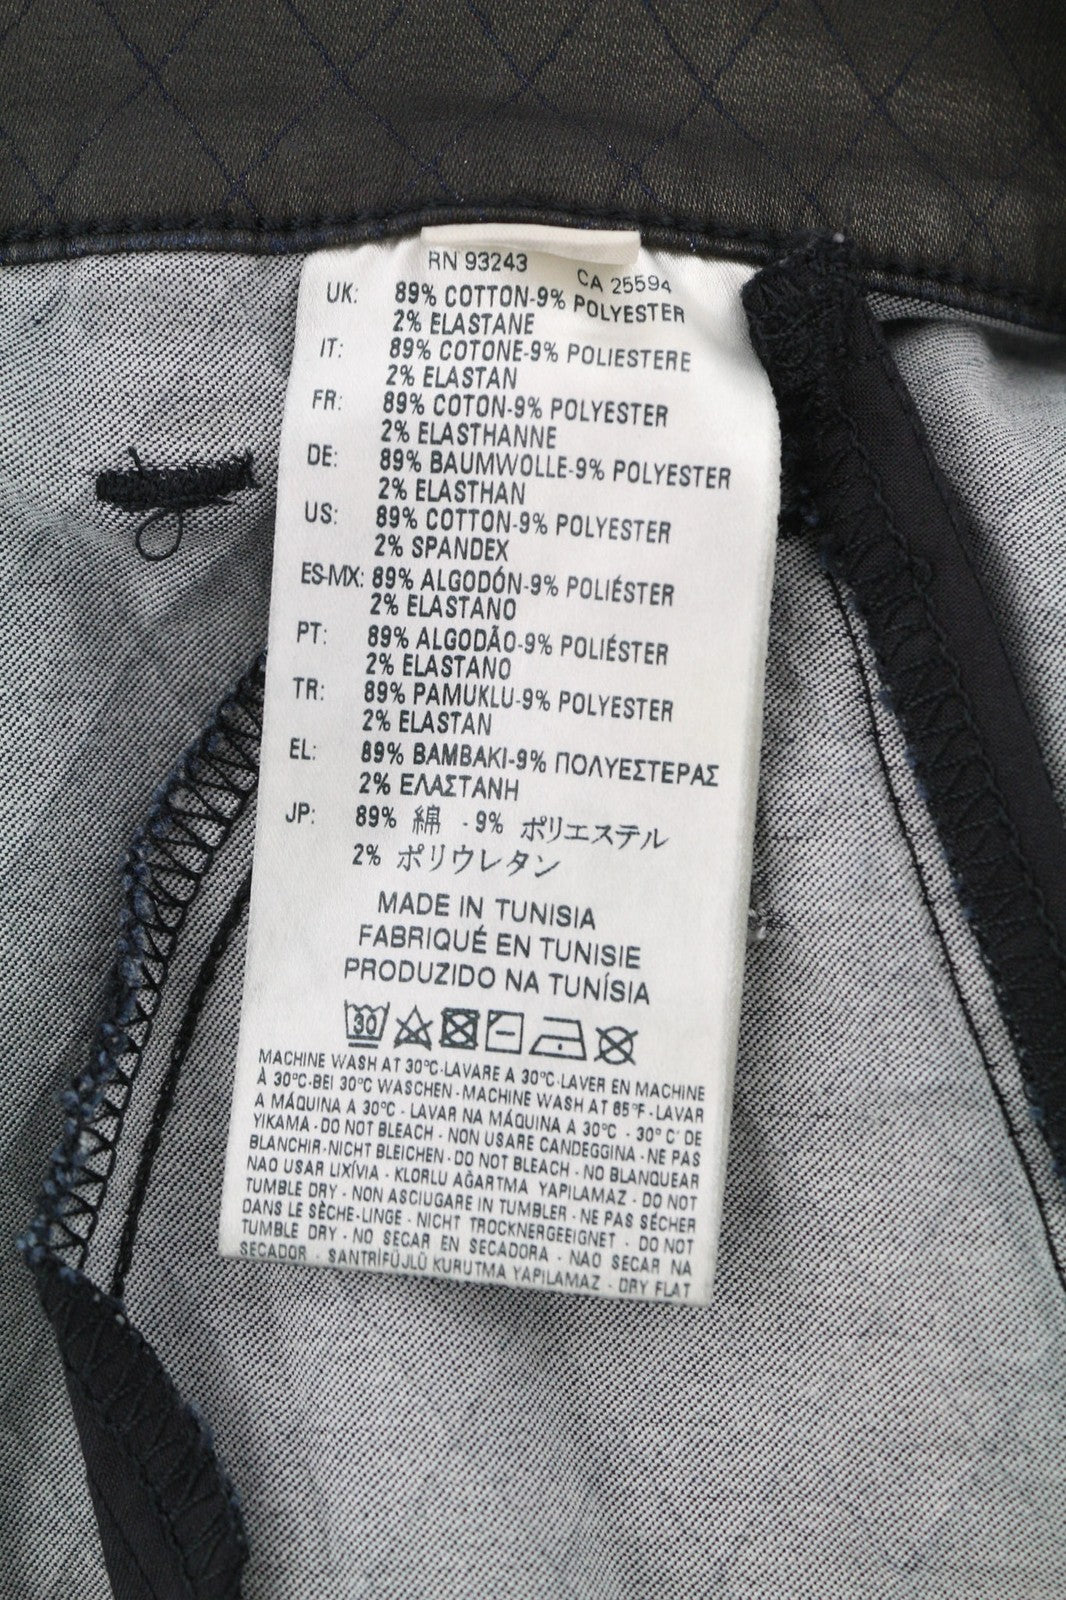 RN 93243 CA 25594
UK: 89% COTTON-9% POLYESTER
2% ELASTANE
IT: 89% COTONE-9% POLIESTERE
2% ELASTAN
FR: 89% COTON-9% POLYESTER
2% ELASTHANNE
DE: 89% BAUMWOLLE-9% POLYESTER
2% ELASTHAN
US: 89% COTTON-9% POLYESTER
2% SPANDEX
ES-MX: 89% ALGODÓN-9% POLIÉSTER
2% ELASTANO
PT: 89% ALGODÃO-9% POLIÉSTER
2% ELASTANO
TR: 89% PAMUKLU-9% POLYESTER
2% ELASTAN
EL: 89% ΒΑΜΒΑΚΙ-9% ΠΟΛΥΕΣΤΕΡΑΣ
2% ΕΛΑΣΤΑΝΗ
JP: 89% 綿 -9% ポリエステル
2% ポリウレタン
MADE IN TUNISIA
FABRIQUÉ EN TUNISIE
PRODUZIDO NA TUNÍSIA
30
MACHINE WASH AT 30°C-LAVARE A 30°C-LAVER EN MACHINE
À 30°C-BEI 30°C WASCHEN - MACHINE WASH AT 85°F - LAVAR
A MÁQUINA A 30°C - LAVAR NA MÁQUINA A 30°C - 30° C' DE
YIKAMA - DO NOT BLEACH - NON USARE CANDEGGINA - NE PAS
BLANCHIR-NICHT BLEICHEN - DO NOT BLEACH - NO BLANQUEAR
NAO USAR LIXÍVIA - KLORLU AĞARTMA YAPILAMAZ - DO NOT
TUMBLE DRY - NON ASCIUGARE IN TUMBLER - NE PAS SÉCHER
DANS LE SÈCHE-LINGE - NICHT TROCKNERGEEIGNET - DO NOT
TUMBLE DRY - NO SECAR EN SECADORA - NAO SECAR NA
SECADOR - SANTRİFÜJLÜ KURUTMA YAPILAMAZ - DRY FLAT